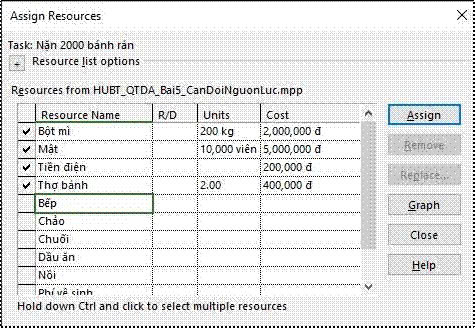 Assign Resources
Task: Nặn 2000 bánh rán
+ Resource list options
Resources from HUBT_QTDA_Bai5_CanDoiNguonLuc.mpp
Resource Name R/D Units Cost
Bột mì 200 kg 2,000,000 đ
Mật 10,000 viên 5,000,000 đ
Tiền điện 200,000 đ
Thợ bánh 2.00 400,000 đ
Bếp
Chảo
Chuối
Dầu ăn
Nồi
Phí vệ sinh
Assign
Remove
Replace...
Graph
Close
Help
Hold down Ctrl and click to select multiple resources